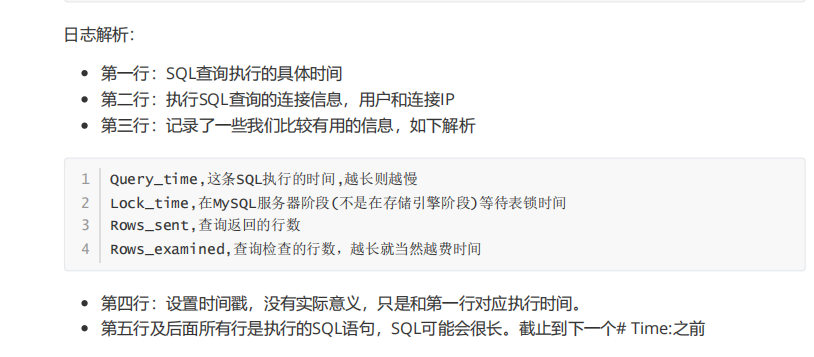 日志解析：
• 第一行：SQL查询执行的具体时间
• 第二行：执行SQL查询的连接信息，用户和连接IP
• 第三行：记录了一些我们比较有用的信息，如下解析
1 Query_time,这条SQL执行的时间,越长则越慢
2 Lock_time,在MySQL服务器阶段(不是在存储引擎阶段)等待表锁时间
3 Rows_sent,查询返回的行数
4 Rows_examined,查询检查的行数，越长就当然越费时间
• 第四行：设置时间戳，没有实际意义，只是和第一行对应执行时间。
• 第五行及后面所有行是执行的SQL语句，SQL可能会很长。截止到下一个# Time:之前